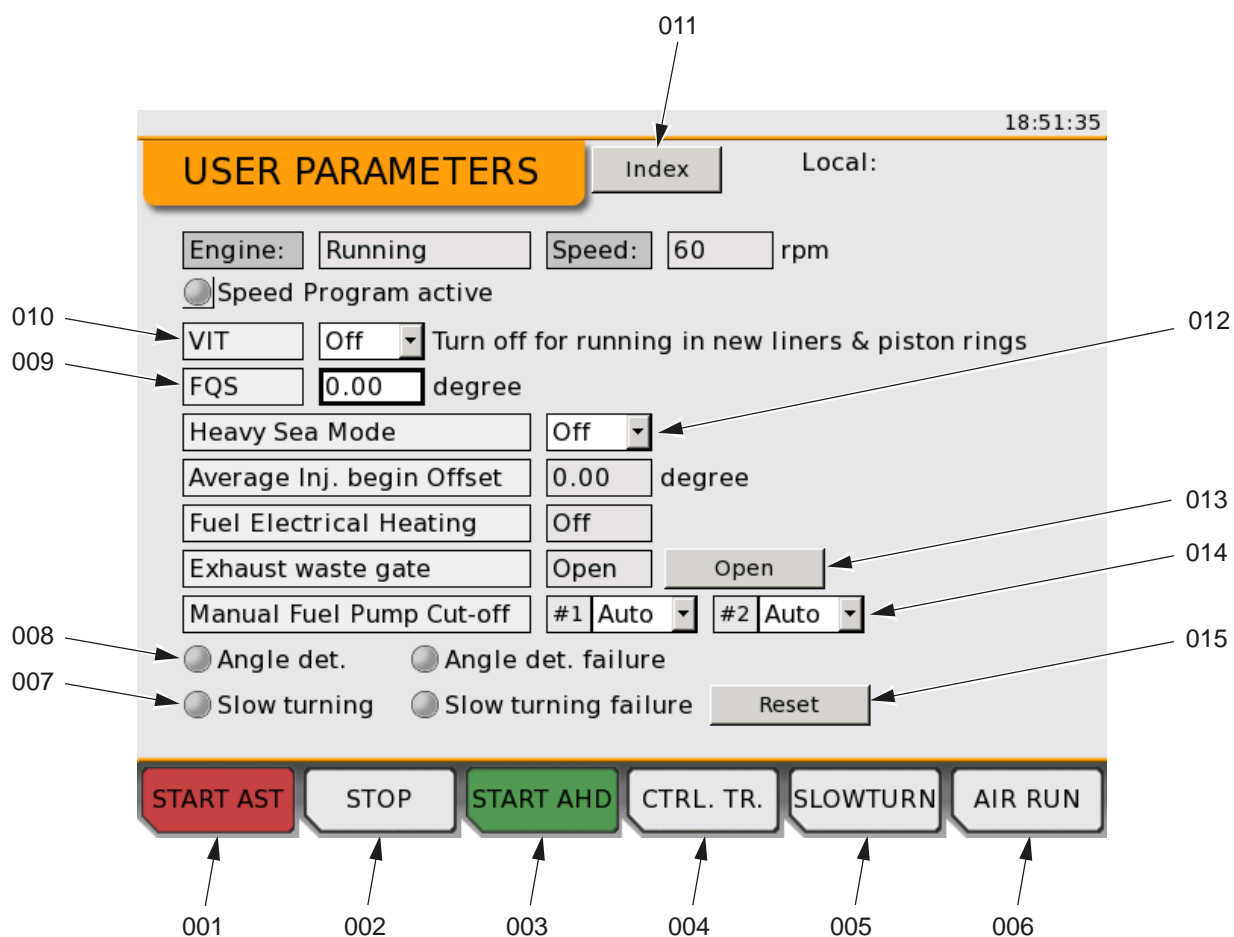 011
18:51:35
USER PARAMETERS Index Local:
Engine: Running Speed: 60 rpm
Speed Program active
010 VIT Off Turn off for running in new liners & piston rings 012
009 FQS 0.00 degree
Heavy Sea Mode Off
Average Inj. begin Offset 0.00 degree
013
Fuel Electrical Heating Off
014
Exhaust waste gate Open Open
Manual Fuel Pump Cut-off #1 Auto #2 Auto
008 Angle det. Angle det. failure 015
007 Slow turning Slow turning failure Reset
START AST STOP START AHD CTRL. TR. SLOWTURN AIR RUN
001 002 003 004 005 006